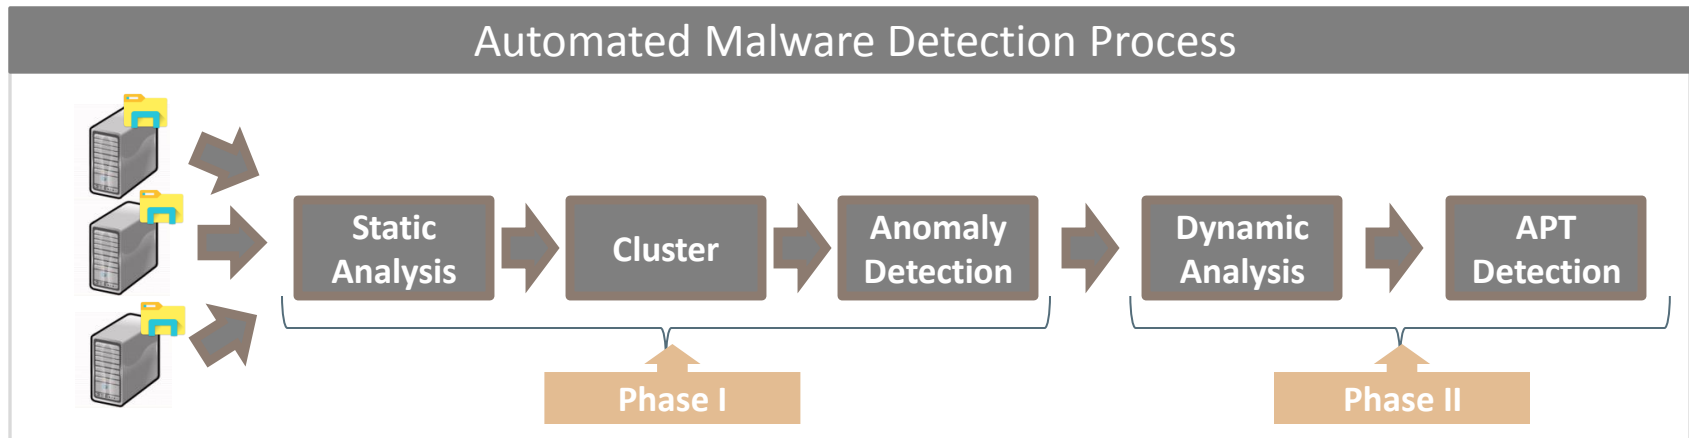 Automated Malware Detection Process
Static
Analysis
Cluster
Anomaly
Detection
Dynamic
Analysis
APT
Detection
Phase I
Phase II